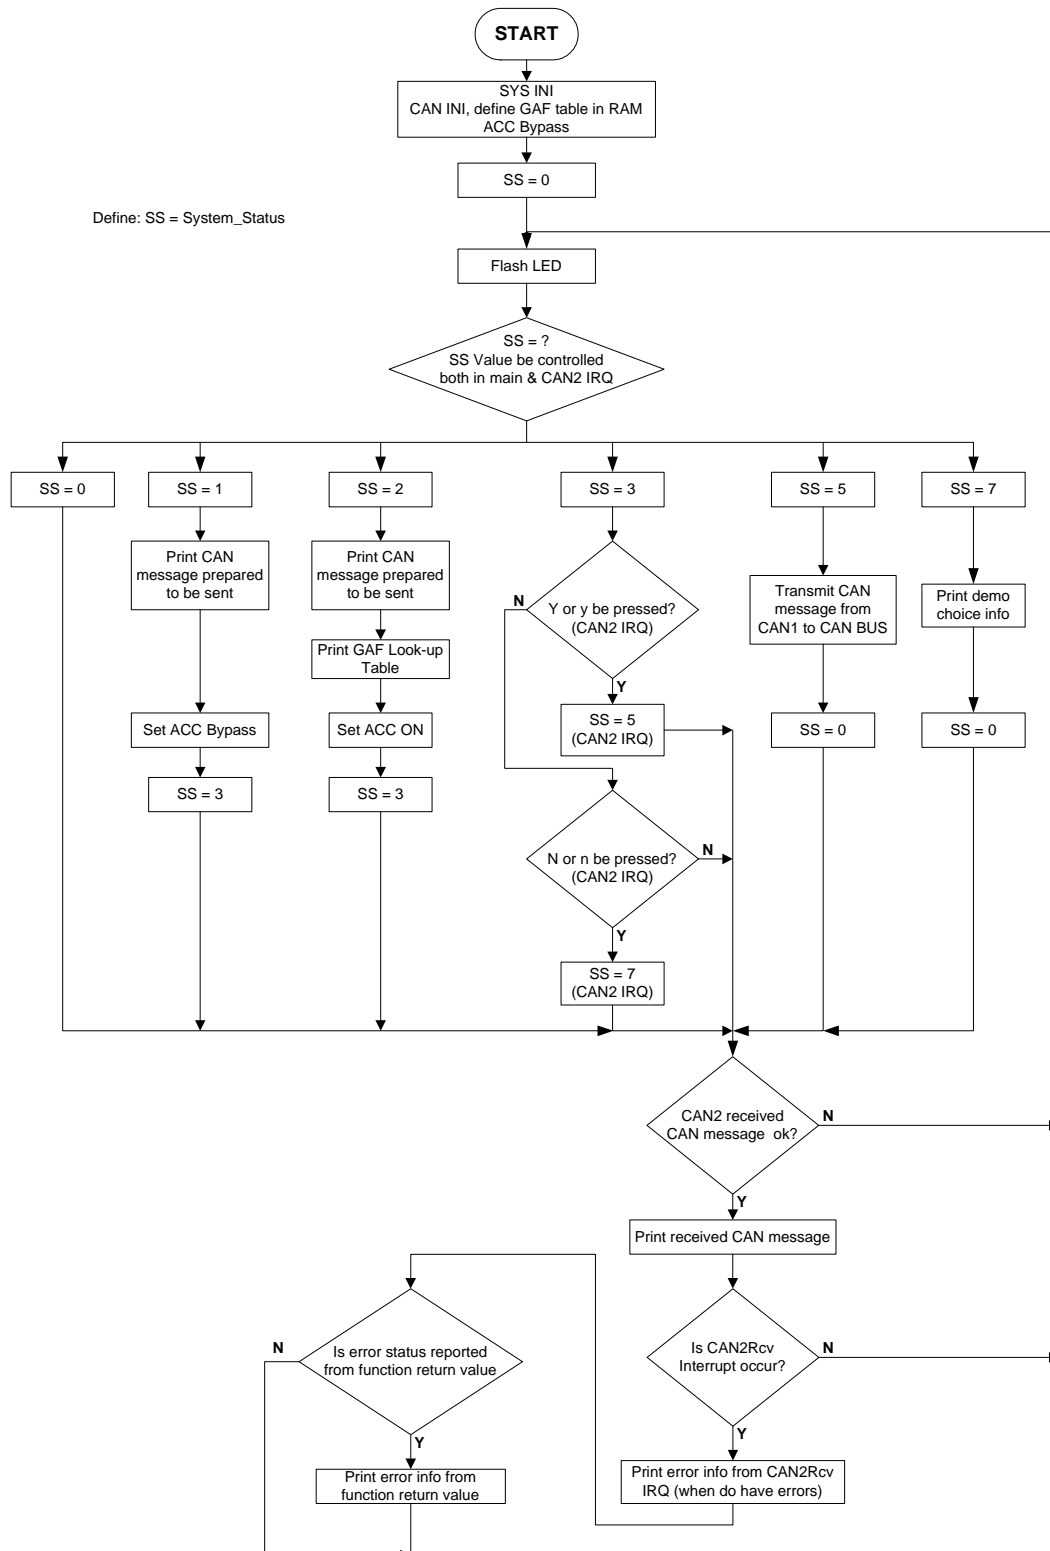 START
SYS INI
CAN INI, define GAF table in RAM
ACC Bypass
SS = 0
Define: SS = System_Status
Flash LED
SS = ?
SS Value be controlled
both in main & CAN2 IRQ
SS = 0
SS = 1
SS = 2
SS = 3
SS = 5
SS = 7
Print CAN
message prepared
to be sent
Print CAN
message prepared
to be sent
N
Y or y be pressed?
(CAN2 IRQ)
Transmit CAN
message from
CAN1 to CAN BUS
Print demo
choice info
Print GAF Look-up
Table
Y
Set ACC Bypass
Set ACC ON
SS = 5
(CAN2 IRQ)
SS = 0
SS = 0
SS = 3
SS = 3
N or n be pressed?
(CAN2 IRQ)
N
Y
SS = 7
(CAN2 IRQ)
CAN2 received
CAN message ok?
N
Y
Print received CAN message
N
Is error status reported
from function return value
Is CAN2Rcv
Interrupt occur?
N
Y
Y
Print error info from
function return value
Print error info from CAN2Rcv
IRQ (when do have errors)